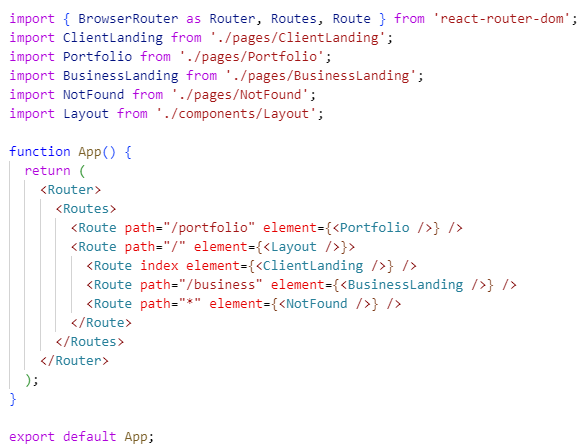 import { BrowserRouter as Router, Routes, Route } from 'react-router-dom';
import ClientLanding from './pages/ClientLanding';
import Portfolio from './pages/Portfolio';
import BusinessLanding from './pages/BusinessLanding';
import NotFound from './pages/NotFound';
import Layout from './components/Layout';

function App() {
  return (
    <Router>
      <Routes>
        <Route path="/portfolio" element={<Portfolio />} />
        <Route path="/" element={<Layout />}>
          <Route index element={<ClientLanding />} />
          <Route path="/business" element={<BusinessLanding />} />
          <Route path="*" element={<NotFound />} />
        </Route>
      </Routes>
    </Router>
  );
}

export default App;